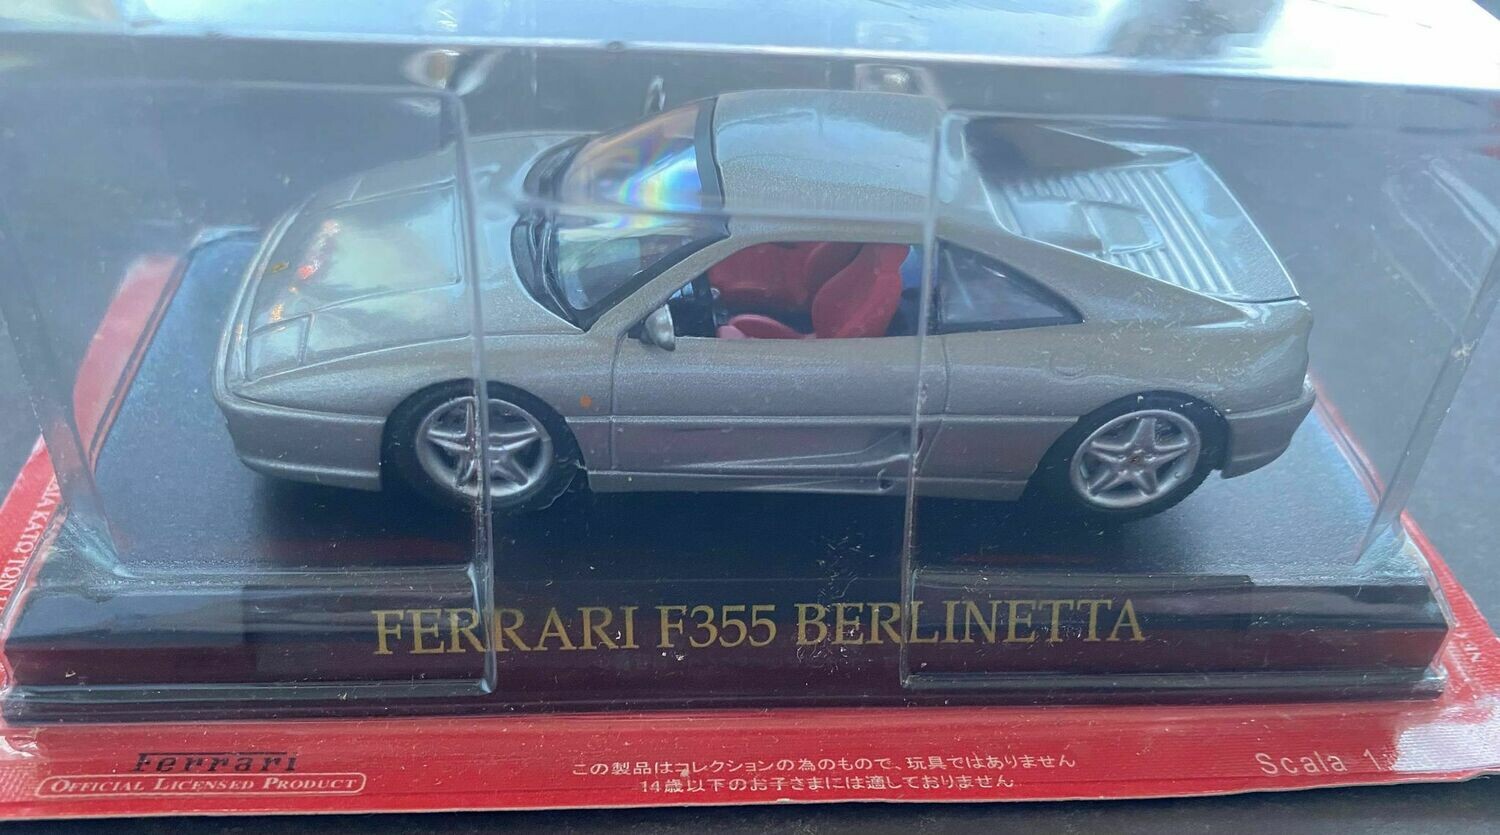 FERRARI F355 BERLINETTA
Ferrari
OFFICIAL LICENSED PRODUCT
この製品はコレクションの為のもので、玩具ではありません
14歳以下のお子さまには適しておりません
Scala 1: